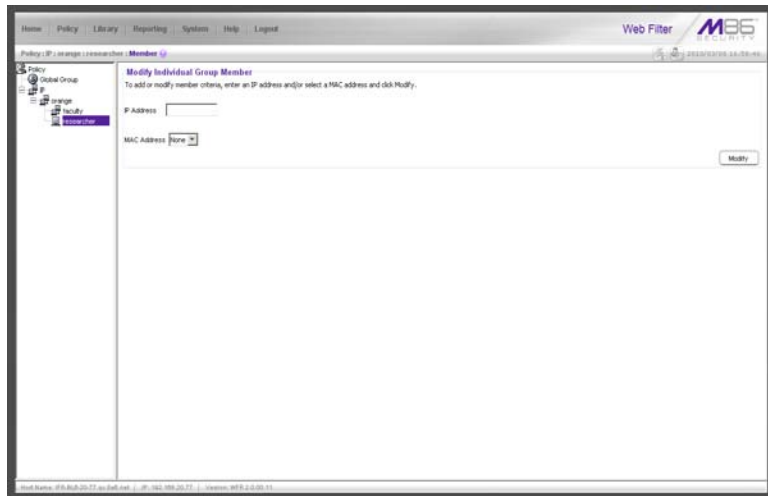 Home Policy Library Reporting System Help Logout
Web Filter
M86
SECURITY
Policy : IP : orange : researcher : Member
Policy
Global Group
IP
orange
faculty
researcher
Modify Individual Group Member
To add or modify member criteria, enter an IP address and/or select a MAC address and click Modify.
IP Address
MAC Address None
Modify
Host Name: